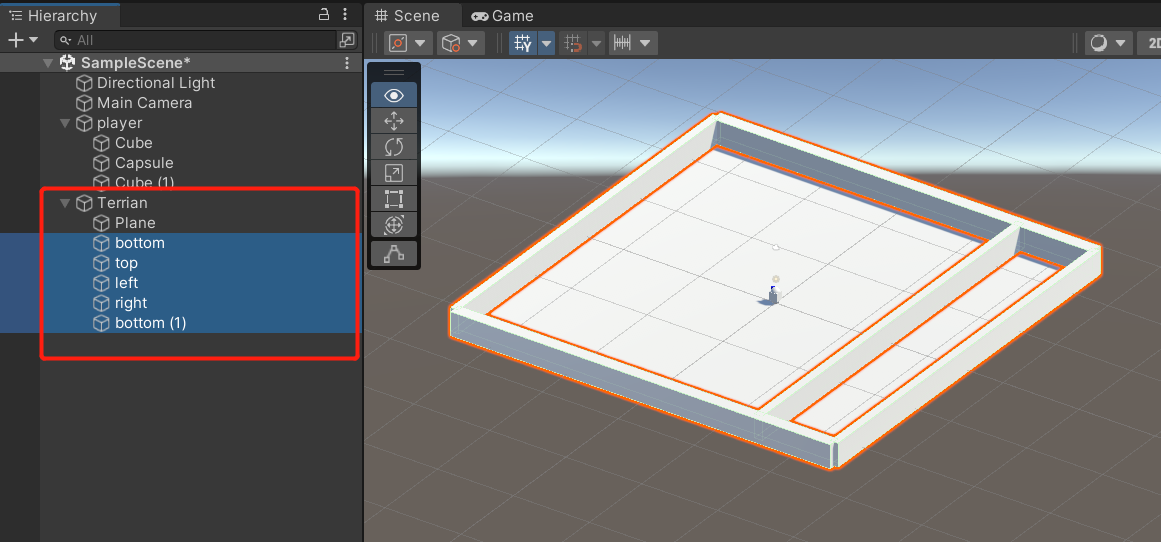 Hierarchy
All
SampleScene*
Directional Light
Main Camera
player
Cube
Capsule
Cube (1)
Terrian
Plane
bottom
top
left
right
bottom (1)
Scene
Game
Y
2D